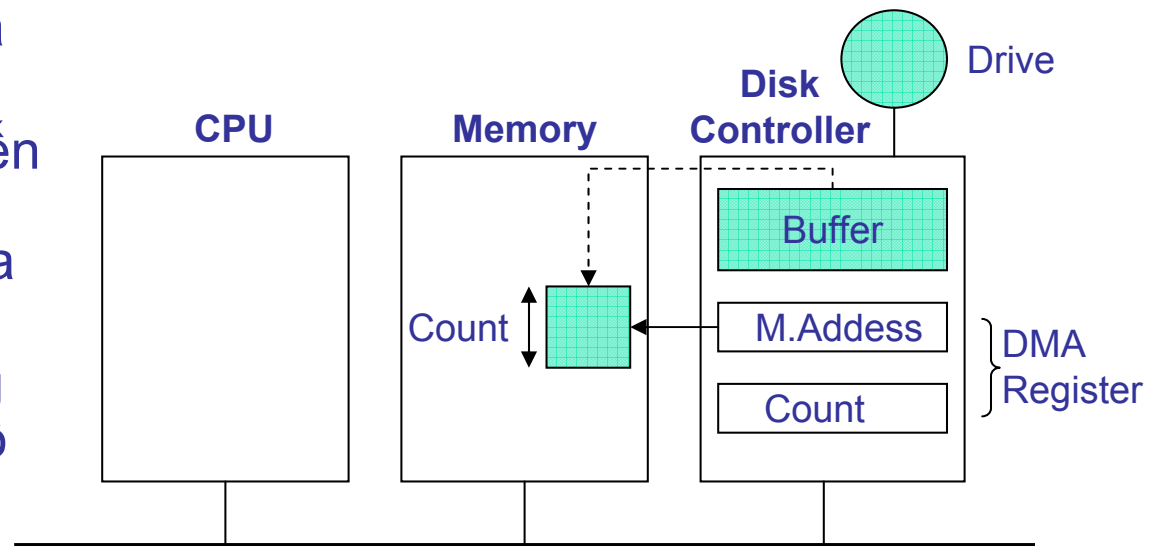 Drive
Disk
Controller
CPU
Memory
Buffer
Count
M.Addess
DMA
Register
Count